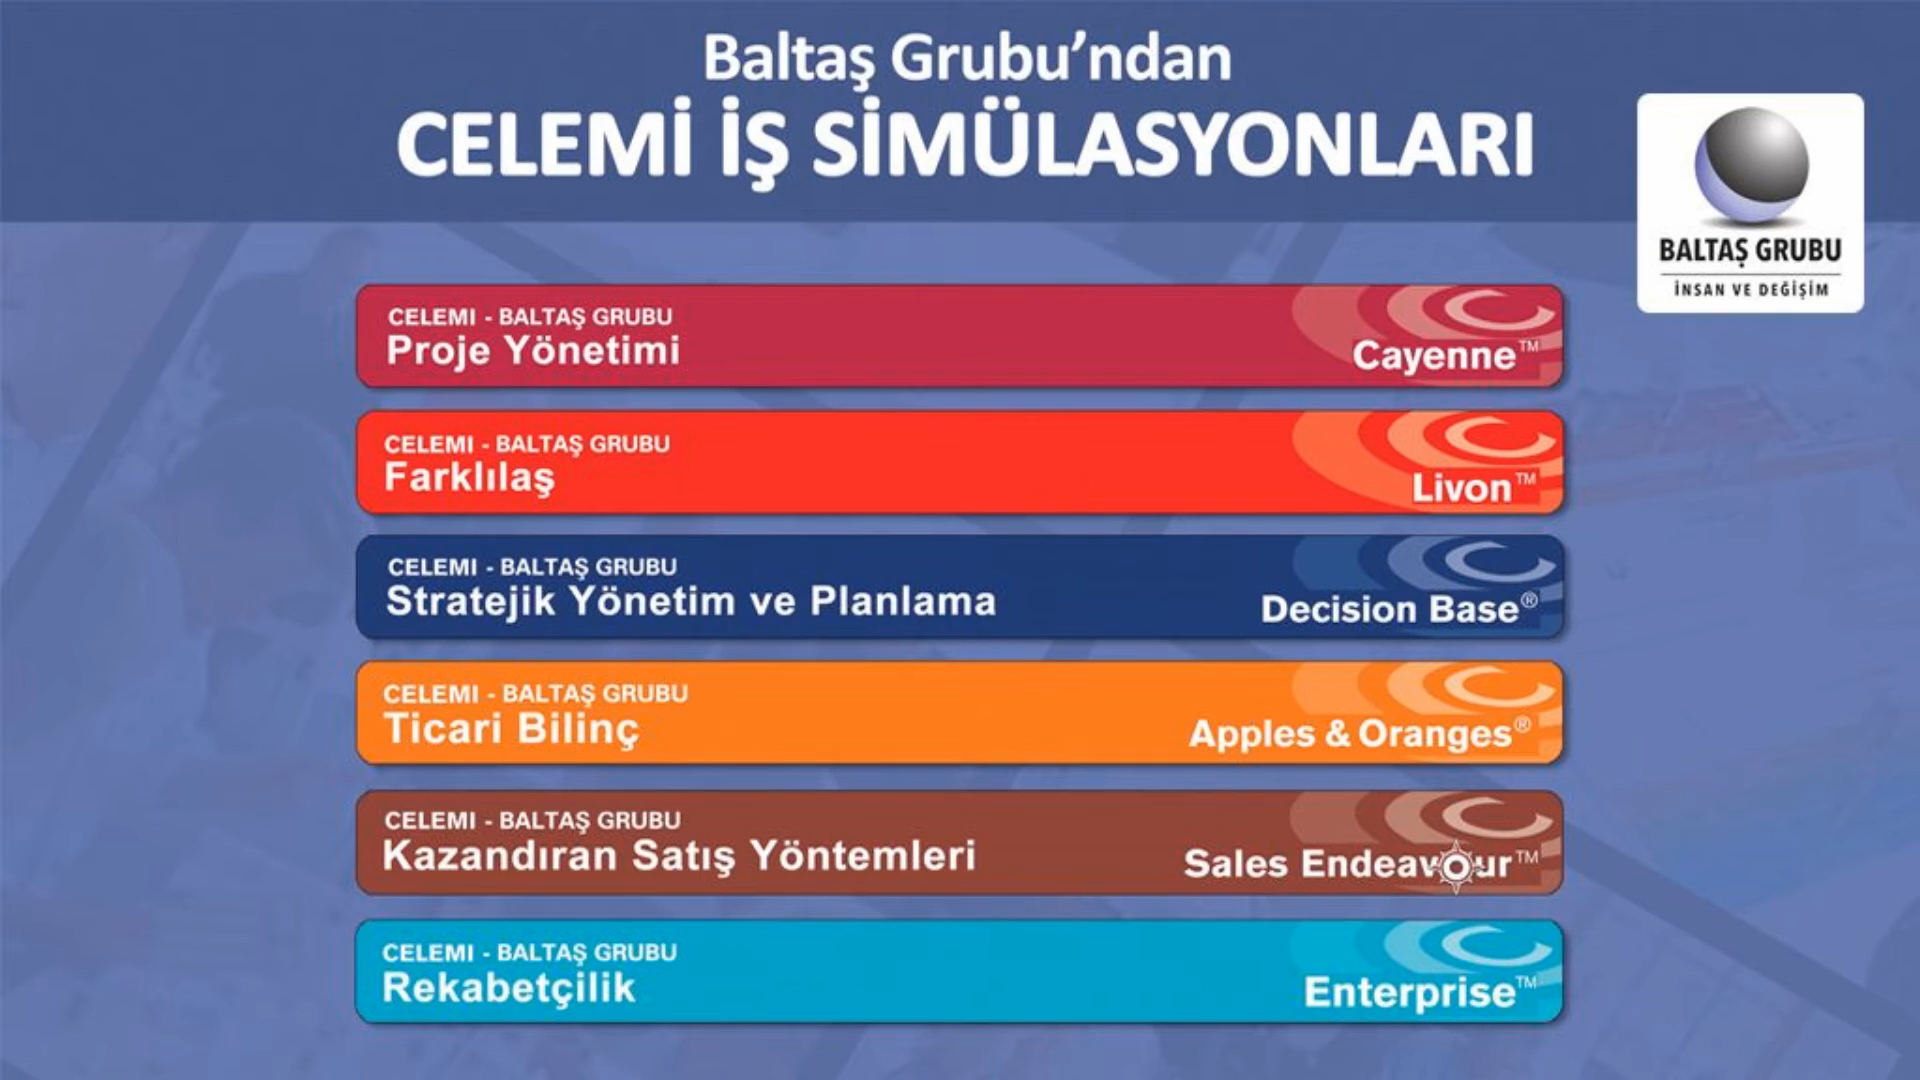 Baltaş Grubu'ndan
CELEMİ İŞ SİMÜLASYONLARI
BALTAŞ GRUBU
İNSAN VE DEĞİŞİM
CELEMI - BALTAŞ GRUBU
Proje Yönetimi
Cayenne™
CELEMI - BALTAŞ GRUBU
Farklılaş
Livon™
CELEMI - BALTAŞ GRUBU
Stratejik Yönetim ve Planlama
Decision Base®
CELEMI - BALTAŞ GRUBU
Ticari Bilinç
Apples & Oranges®
CELEMI - BALTAŞ GRUBU
Kazandıran Satış Yöntemleri
Sales Endeavour™
CELEMI - BALTAŞ GRUBU
Rekabetçilik
Enterprise™